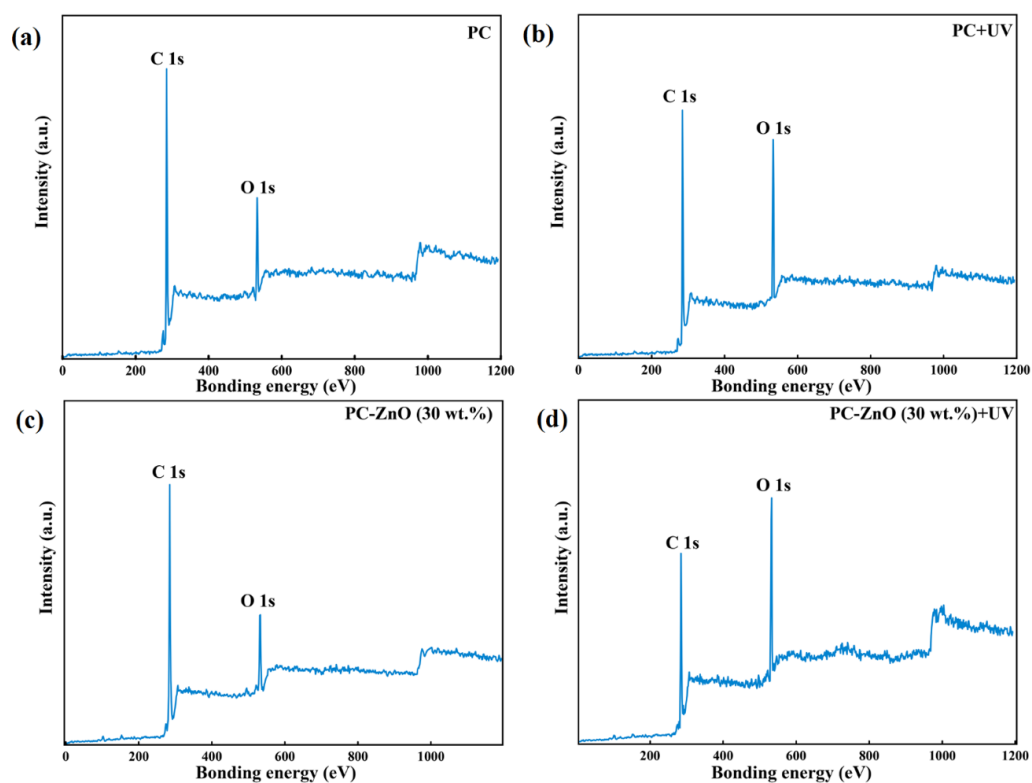 (a)
PC
C 1s
O 1s
Intensity (a.u.)
0 200 400 600 800 1000 1200
Bonding energy (eV)
(b)
PC+UV
C 1s
O 1s
Intensity (a.u.)
0 200 400 600 800 1000 1200
Bonding energy (eV)
(c)
PC-ZnO (30 wt.%)
C 1s
O 1s
Intensity (a.u.)
0 200 400 600 800 1000
Bonding energy (eV)
(d)
PC-ZnO (30 wt.%)+UV
O 1s
C 1s
Intensity (a.u.)
200 400 600 800 1000 1200
Bonding energy (eV)